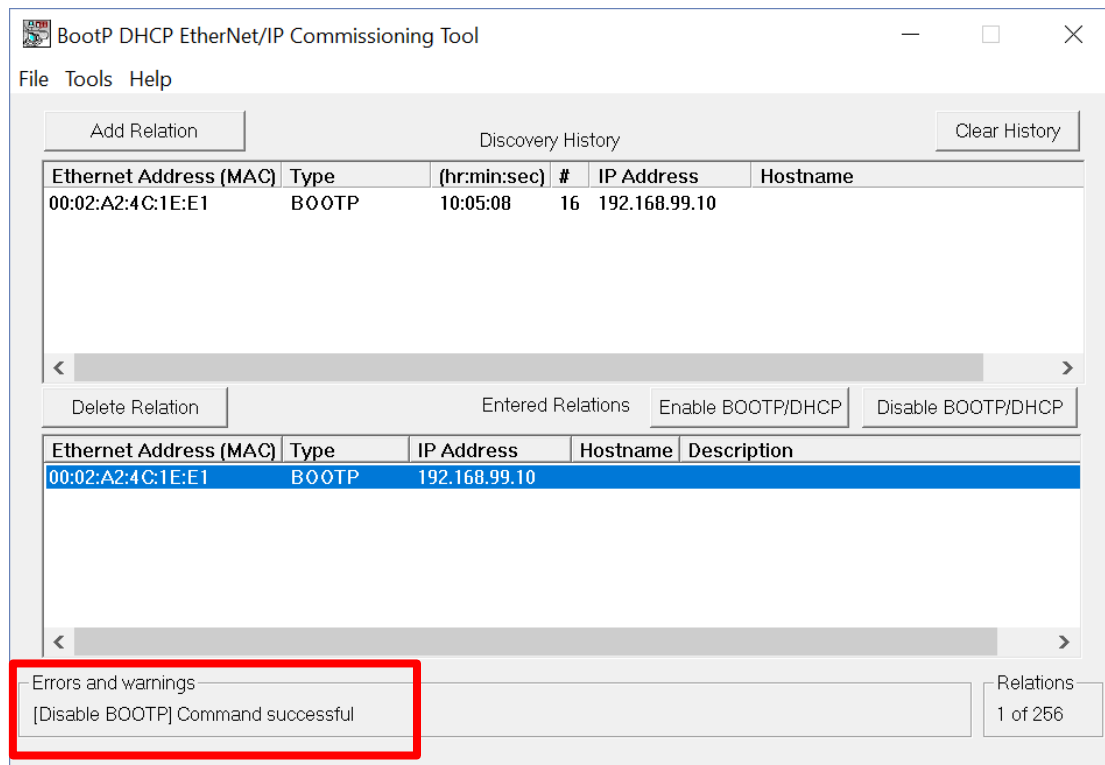 BootP DHCP EtherNet/IP Commissioning Tool
File Tools Help
Add Relation Discovery History Clear History
Ethernet Address (MAC) Type (hr:min:sec) # IP Address Hostname
00:02:A2:4C:1E:E1 BOOTP 10:05:08 16 192.168.99.10
Delete Relation Entered Relations Enable BOOTP/DHCP Disable BOOTP/DHCP
Ethernet Address (MAC) Type IP Address Hostname Description
00:02:A2:4C:1E:E1 BOOTP 192.168.99.10
Errors and warnings Relations
[Disable BOOTP] Command successful 1 of 256